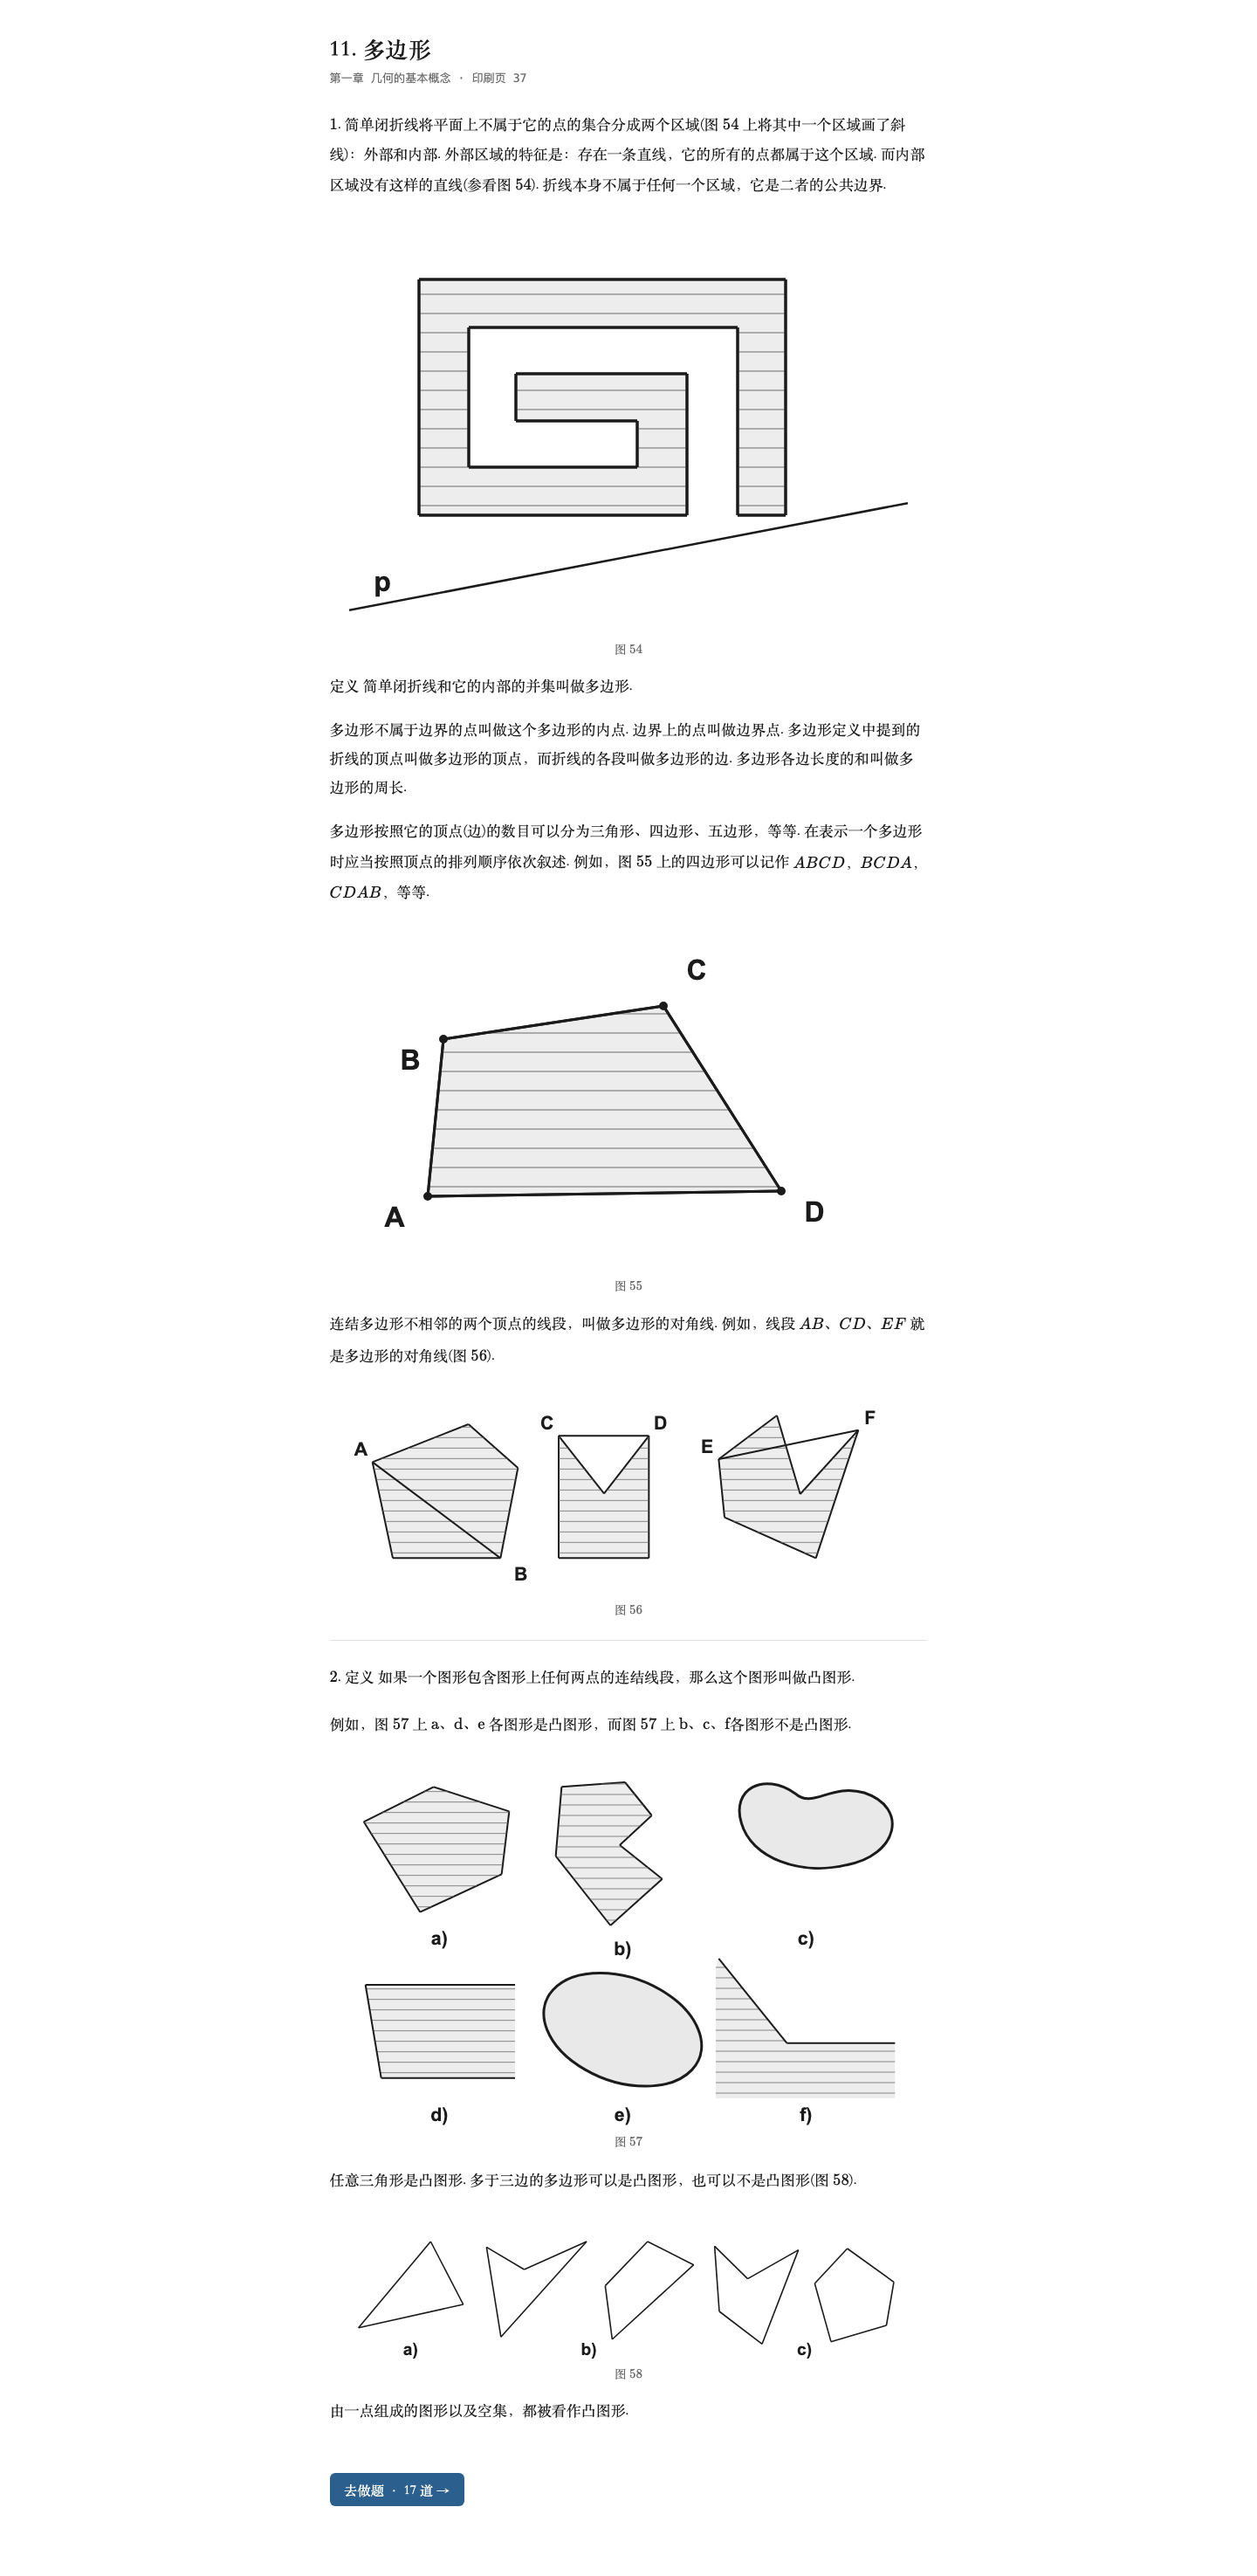 11. 多边形
第一章 几何的基本概念 · 印刷页 37
1. 简单闭折线将平面上不属于它的点的集合分成两个区域(图 54 上将其中一个区域画了斜
线)：外部和内部. 外部区域的特征是：存在一条直线，它的所有的点都属于这个区域. 而内部
区域没有这样的直线(参看图 54). 折线本身不属于任何一个区域，它是二者的公共边界.
p
图 54
定义 简单闭折线和它的内部的并集叫做多边形.
多边形不属于边界的点叫做这个多边形的内点. 边界上的点叫做边界点. 多边形定义中提到的
折线的顶点叫做多边形的顶点，而折线的各段叫做多边形的边. 多边形各边长度的和叫做多
边形的周长.
多边形按照它的顶点(边)的数目可以分为三角形、四边形、五边形，等等. 在表示一个多边形
时应当按照顶点的排列顺序依次叙述. 例如，图 55 上的四边形可以记作 ABCD，BCDA，
CDAB，等等.
C
B
A
D
图 55
连结多边形不相邻的两个顶点的线段，叫做多边形的对角线. 例如，线段 AB、CD、EF 就
是多边形的对角线(图 56).
A
B
C
D
E
F
图 56
2. 定义 如果一个图形包含图形上任何两点的连结线段，那么这个图形叫做凸图形.
例如，图 57 上 a、d、e 各图形是凸图形，而图 57 上 b、c、f各图形不是凸图形.
a)
b)
c)
d)
e)
f)
图 57
任意三角形是凸图形. 多于三边的多边形可以是凸图形，也可以不是凸图形(图 58).
a)
b)
c)
图 58
由一点组成的图形以及空集，都被看作凸图形.
去做题 · 17 道 →